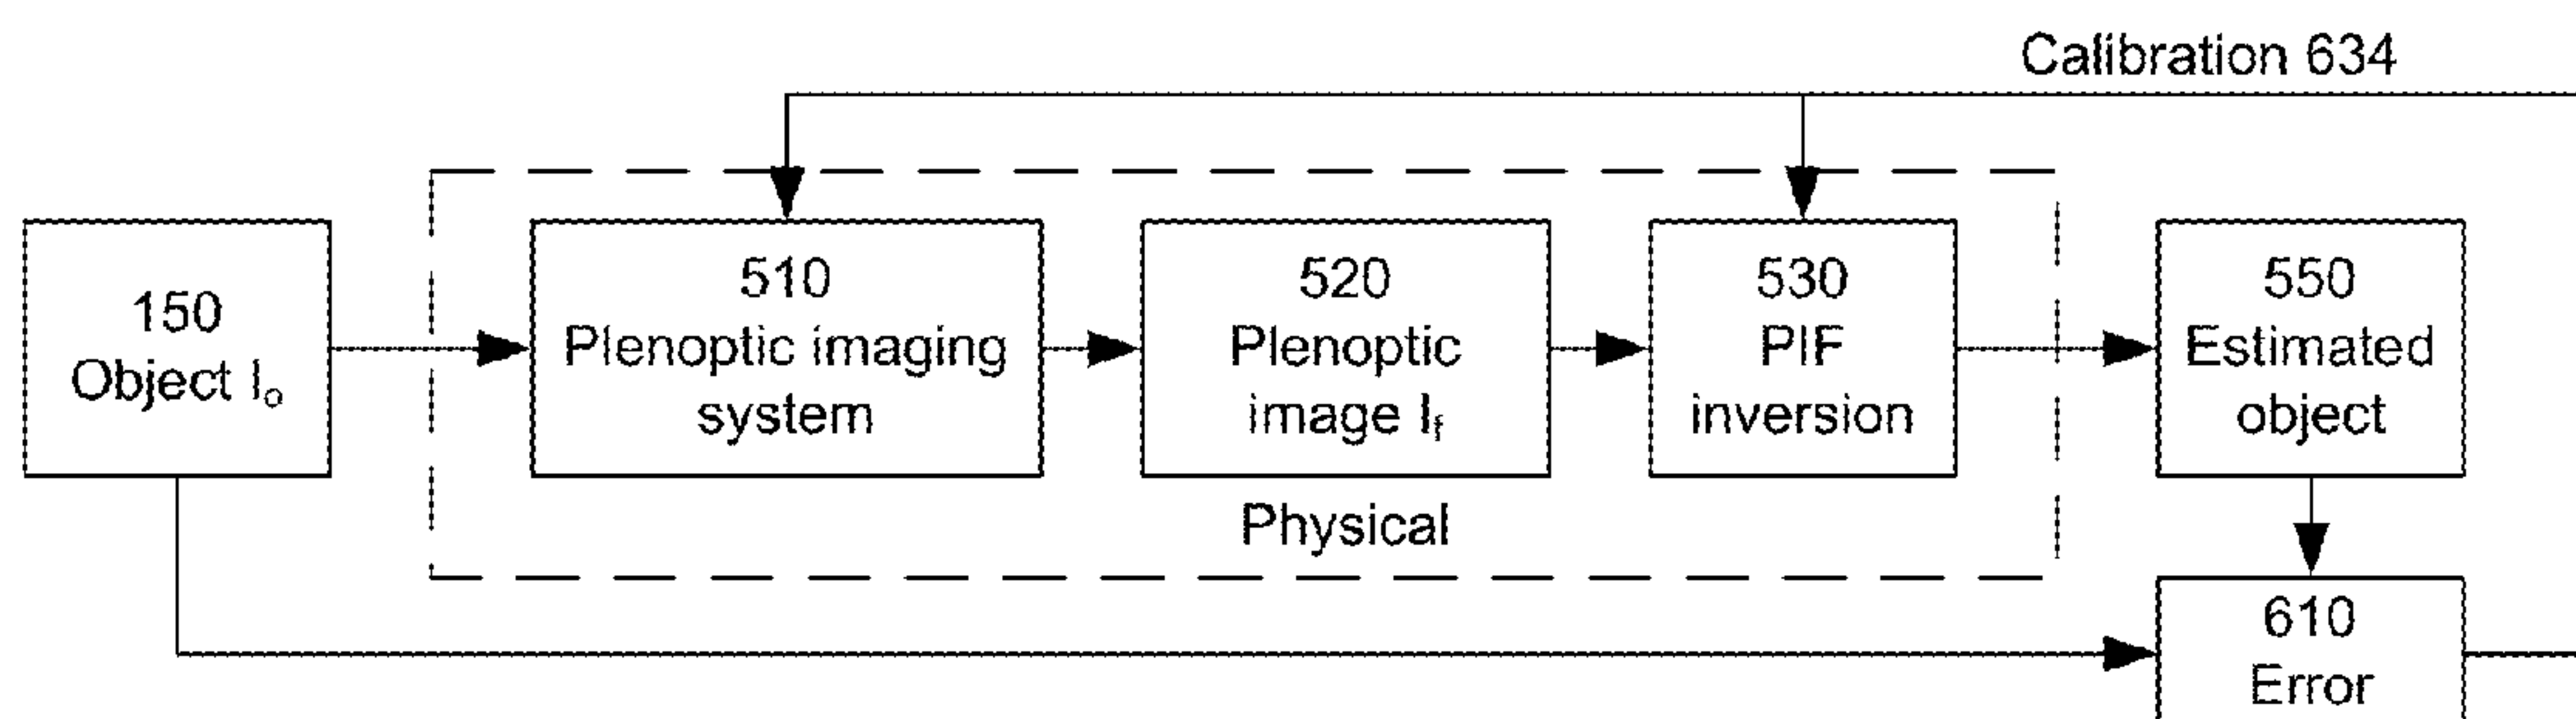 Calibration 634
150
Object Iₒ
510
Plenoptic imaging
system
520
Plenoptic
image I_f
530
PIF
inversion
550
Estimated
object
Physical
610
Error